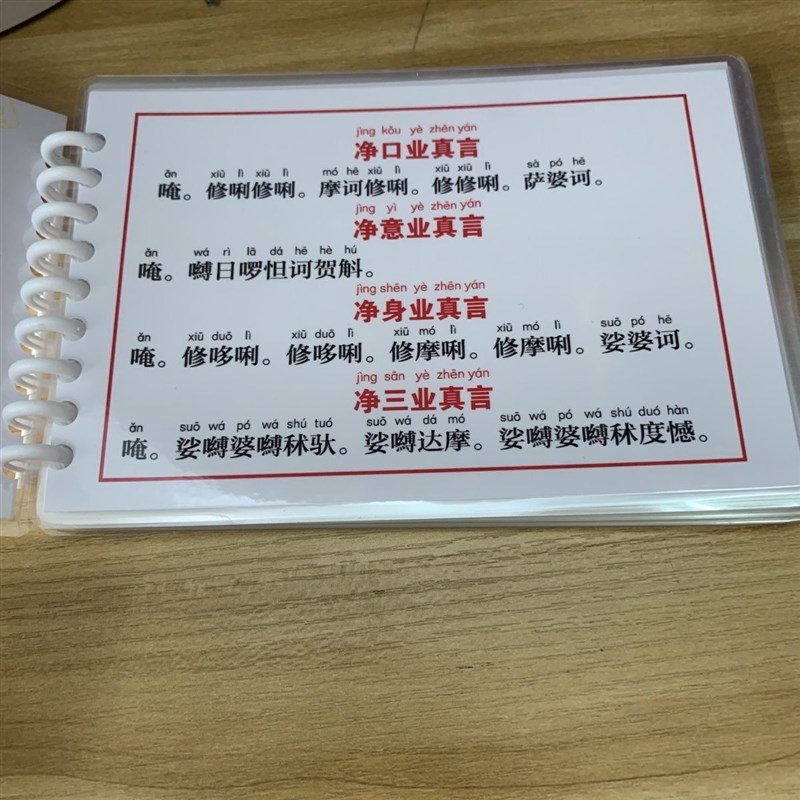 jìng kǒu yè zhēn yán
净口业真言
ǎn xiū lì xiū lì mó hē xiū lì xiū xiū lì sà pó hē
唵。修唎修唎。摩诃修唎。修修唎。萨婆诃。
jìng yì yè zhēn yán
净意业真言
ǎn wá rì lā dá hē hè hú
唵。嚩日啰怛诃贺斛。
jìng shēn yè zhēn yán
净身业真言
ǎn xiū duō lì xiū duō lì xiū mó lì xiū mó lì suō pó hē
唵。修哆唎。修哆唎。修摩唎。修摩唎。娑婆诃。
jìng sān yè zhēn yán
净三业真言
ǎn suō wá pó wá shú tuó suō wá dá mó suō wá pó wá shú duó hàn
唵。娑嚩婆嚩秫驮。娑嚩达摩。娑嚩婆嚩秫度憾。